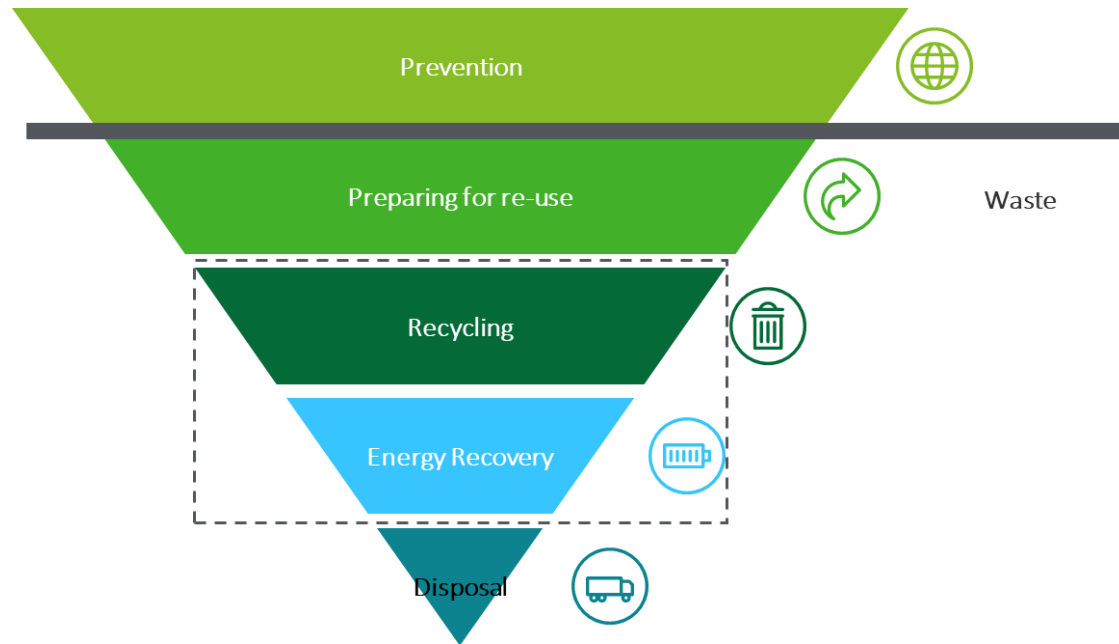 Prevention
Preparing for re-use
Waste
Recycling
Energy Recovery
Disposal